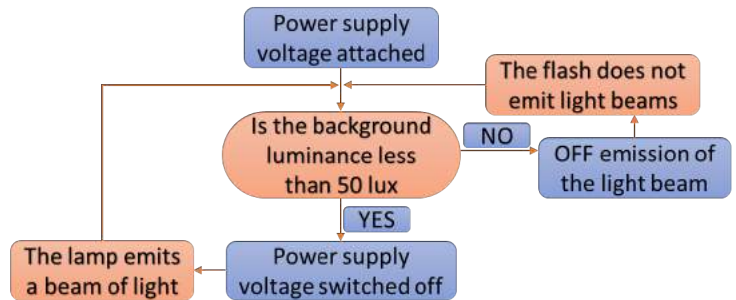 Power supply
voltage attached
The flash does not
emit light beams
Is the background
luminance less
than 50 lux
NO
OFF emission of
the light beam
YES
The lamp emits
a beam of light
Power supply
voltage switched off